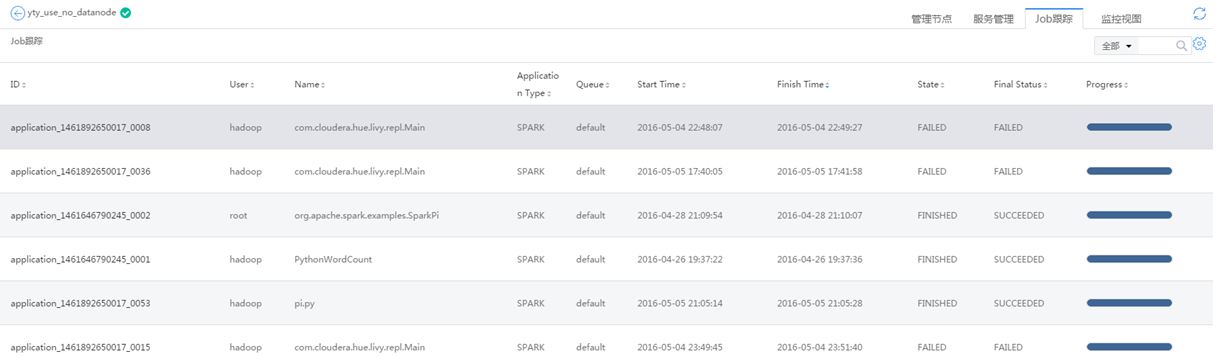 yty_use_no_datanode
管理节点 服务管理 Job跟踪 监控视图
Job跟踪
全部
ID User Name Applicatio
n Type Queue Start Time Finish Time State Final Status Progress
application_1461892650017_0008 hadoop com.cloudera.hue.livy.repl.Main SPARK default 2016-05-04 22:48:07 2016-05-04 22:49:27 FAILED FAILED
application_1461892650017_0036 hadoop com.cloudera.hue.livy.repl.Main SPARK default 2016-05-05 17:40:05 2016-05-05 17:41:58 FAILED FAILED
application_1461646790245_0002 root org.apache.spark.examples.SparkPi SPARK default 2016-04-28 21:09:54 2016-04-28 21:10:07 FINISHED SUCCEEDED
application_1461646790245_0001 hadoop PythonWordCount SPARK default 2016-04-26 19:37:22 2016-04-26 19:37:36 FINISHED SUCCEEDED
application_1461892650017_0053 hadoop pi.py SPARK default 2016-05-05 21:05:14 2016-05-05 21:05:28 FINISHED SUCCEEDED
application_1461892650017_0015 hadoop com.cloudera.hue.livy.repl.Main SPARK default 2016-05-04 23:49:45 2016-05-04 23:51:40 FAILED FAILED